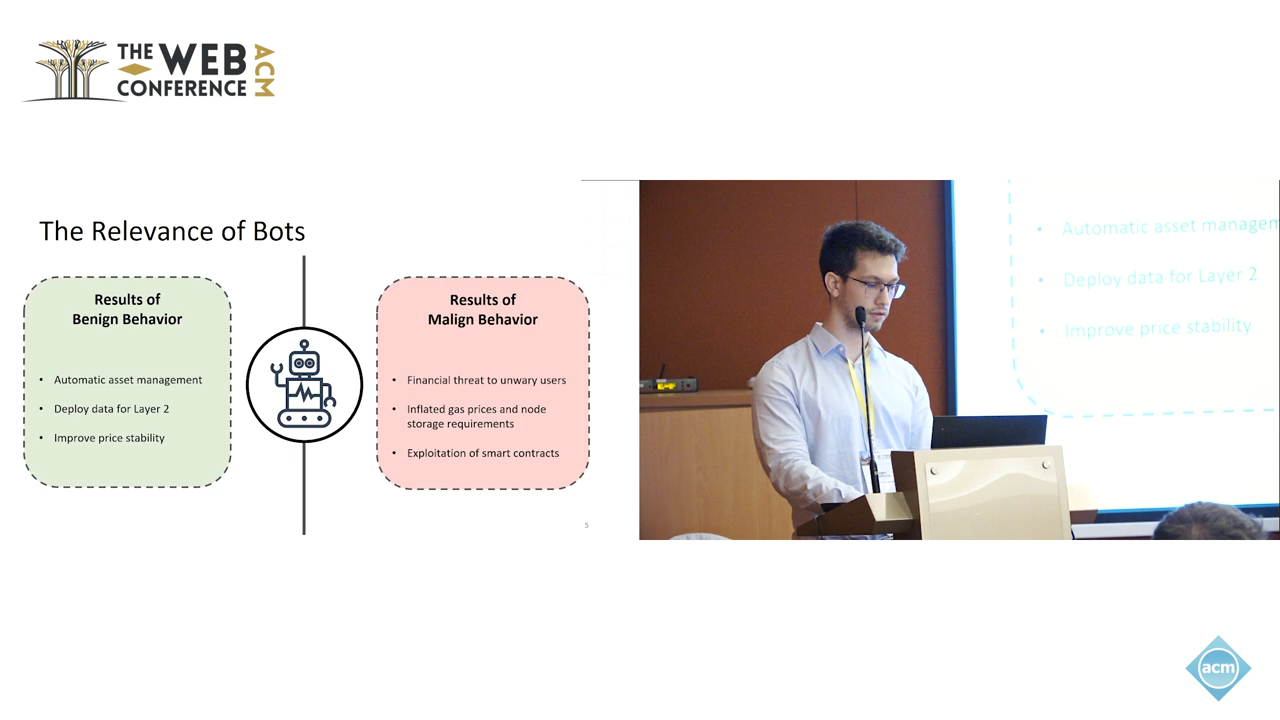 THE WEB
CONFERENCE
ACM
The Relevance of Bots
Results of
Benign Behavior
• Automatic asset management
• Deploy data for Layer 2
• Improve price stability
Results of
Malign Behavior
• Financial threat to unwary users
• Inflated gas prices and node
storage requirements
• Exploitation of smart contracts
5
• Automatic asset managem
• Deploy data for Layer 2
• Improve price stability
acm